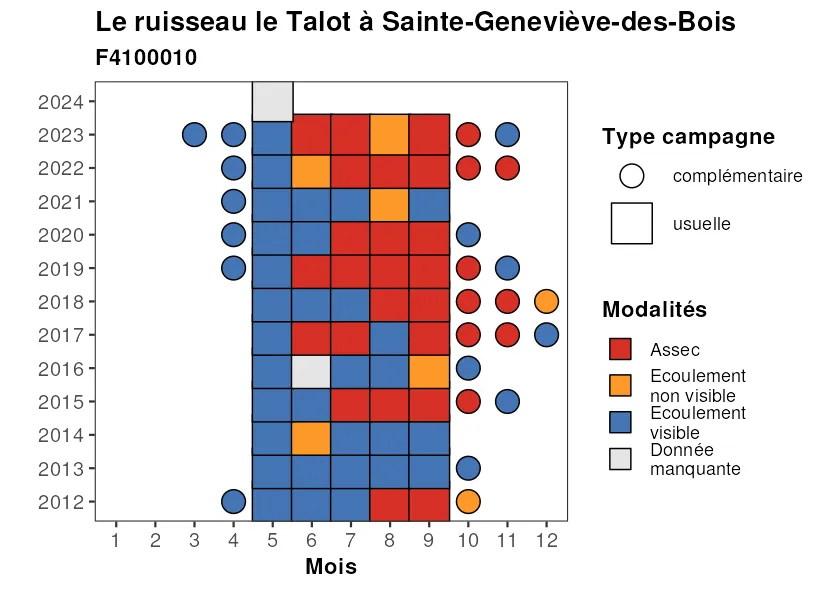 Le ruisseau le Talot à Sainte-Geneviève-des-Bois
F4100010
2024
2023
2022
2021
2020
2019
2018
2017
2016
2015
2014
2013
2012
1 2 3 4 5 6 7 8 9 10 11 12
Mois
Type campagne
complémentaire
usuelle
Modalités
Assec
Ecoulement
non visible
Ecoulement
visible
Donnée
manquante